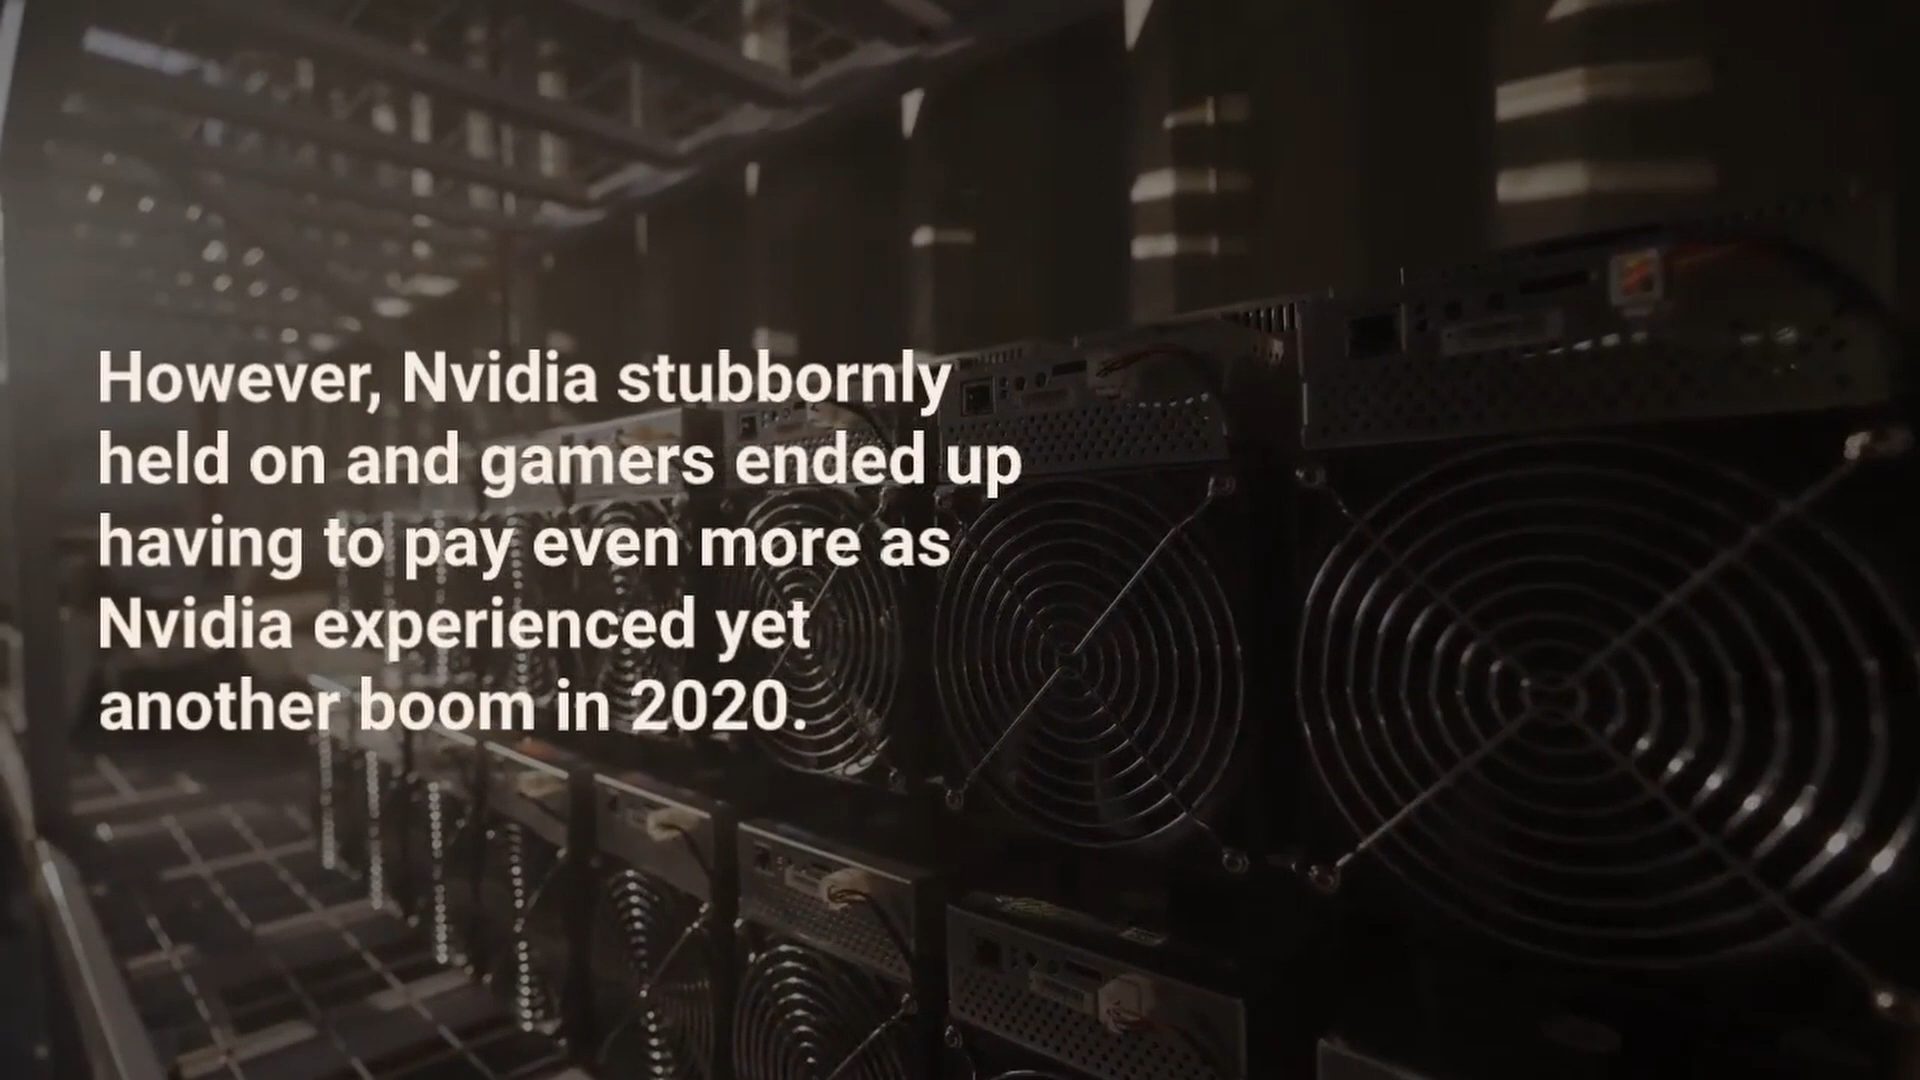 However, Nvidia stubbornly
held on and gamers ended up
having to pay even more as
Nvidia experienced yet
another boom in 2020.